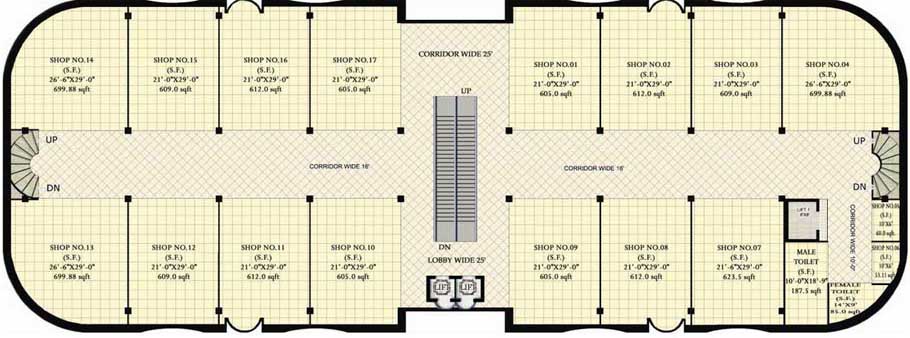 SHOP NO.14
(S.F.)
26'-6"X29'-0"
699.88 sqft
SHOP NO.15
(S.F.)
21'-0"X29'-0"
609.0 sqft
SHOP NO.16
(S.F.)
21'-0"X29'-0"
612.0 sqft
SHOP NO.17
(S.F.)
21'-0"X29'-0"
605.0 sqft
CORRIDOR WIDE 25'
UP
SHOP NO.01
(S.F.)
21'-0"X29'-0"
605.0 sqft
SHOP NO.02
(S.F.)
21'-0"X29'-0"
612.0 sqft
SHOP NO.03
(S.F.)
21'-0"X29'-0"
609.0 sqft
SHOP NO.04
(S.F.)
26'-6"X29'-0"
699.88 sqft
UP
CORRIDOR WIDE 16'
DN
CORRIDOR WIDE 16'
UP
DN
SHOP NO.13
(S.F.)
26'-6"X29'-0"
699.88 sqft
SHOP NO.12
(S.F.)
21'-0"X29'-0"
609.0 sqft
SHOP NO.11
(S.F.)
21'-0"X29'-0"
612.0 sqft
SHOP NO.10
(S.F.)
21'-0"X29'-0"
605.0 sqft
DN
LOBBY WIDE 25'
LIFT
LIFT
SHOP NO.09
(S.F.)
21'-0"X29'-0"
605.0 sqft
SHOP NO.08
(S.F.)
21'-0"X29'-0"
612.0 sqft
SHOP NO.07
(S.F.)
21'-6"X29'-0"
623.5 sqft
MALE
TOILET
(S.F.)
10'-0"X18'-9"
187.5 sqft
CORRIDOR WIDE 10'-0"
SHOP NO.05
(S.F.)
10'X6'
60.0 sqft
SHOP NO.06
(S.F.)
10'X6'
53.11 sqft
FEMALE
TOILET
(S.F.)
14'X9'
85.0 sqft